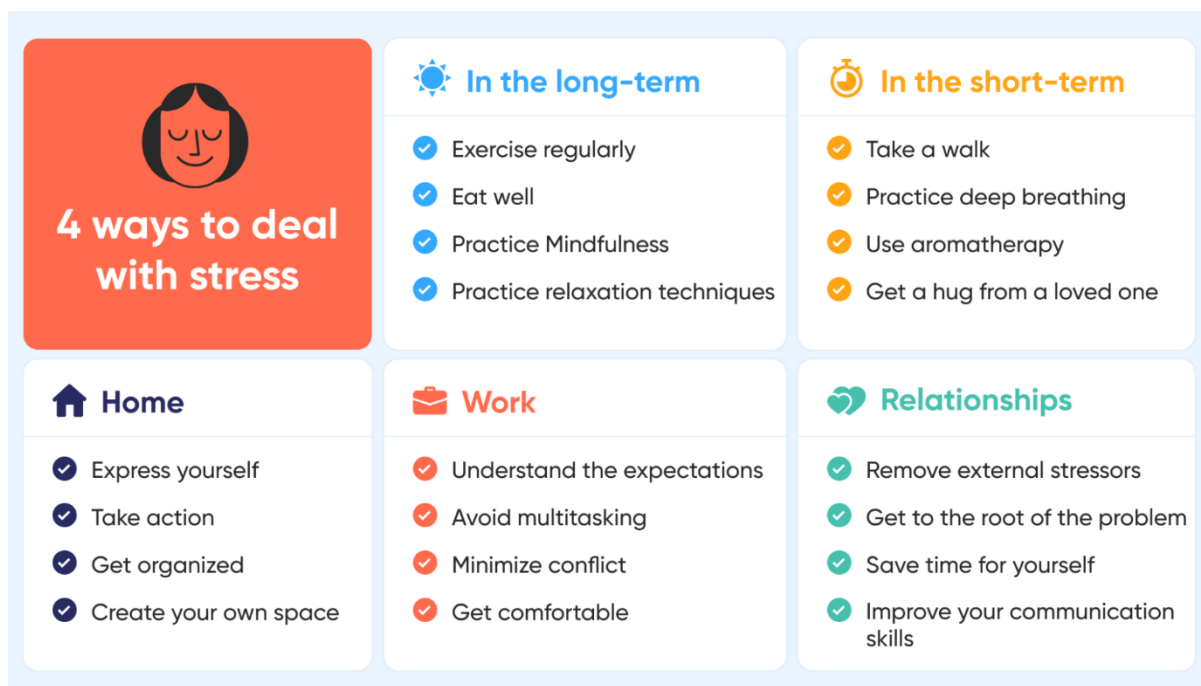 4 ways to deal
with stress
In the long-term
Exercise regularly
Eat well
Practice Mindfulness
Practice relaxation techniques
In the short-term
Take a walk
Practice deep breathing
Use aromatherapy
Get a hug from a loved one
Home
Express yourself
Take action
Get organized
Create your own space
Work
Understand the expectations
Avoid multitasking
Minimize conflict
Get comfortable
Relationships
Remove external stressors
Get to the root of the problem
Save time for yourself
Improve your communication
skills